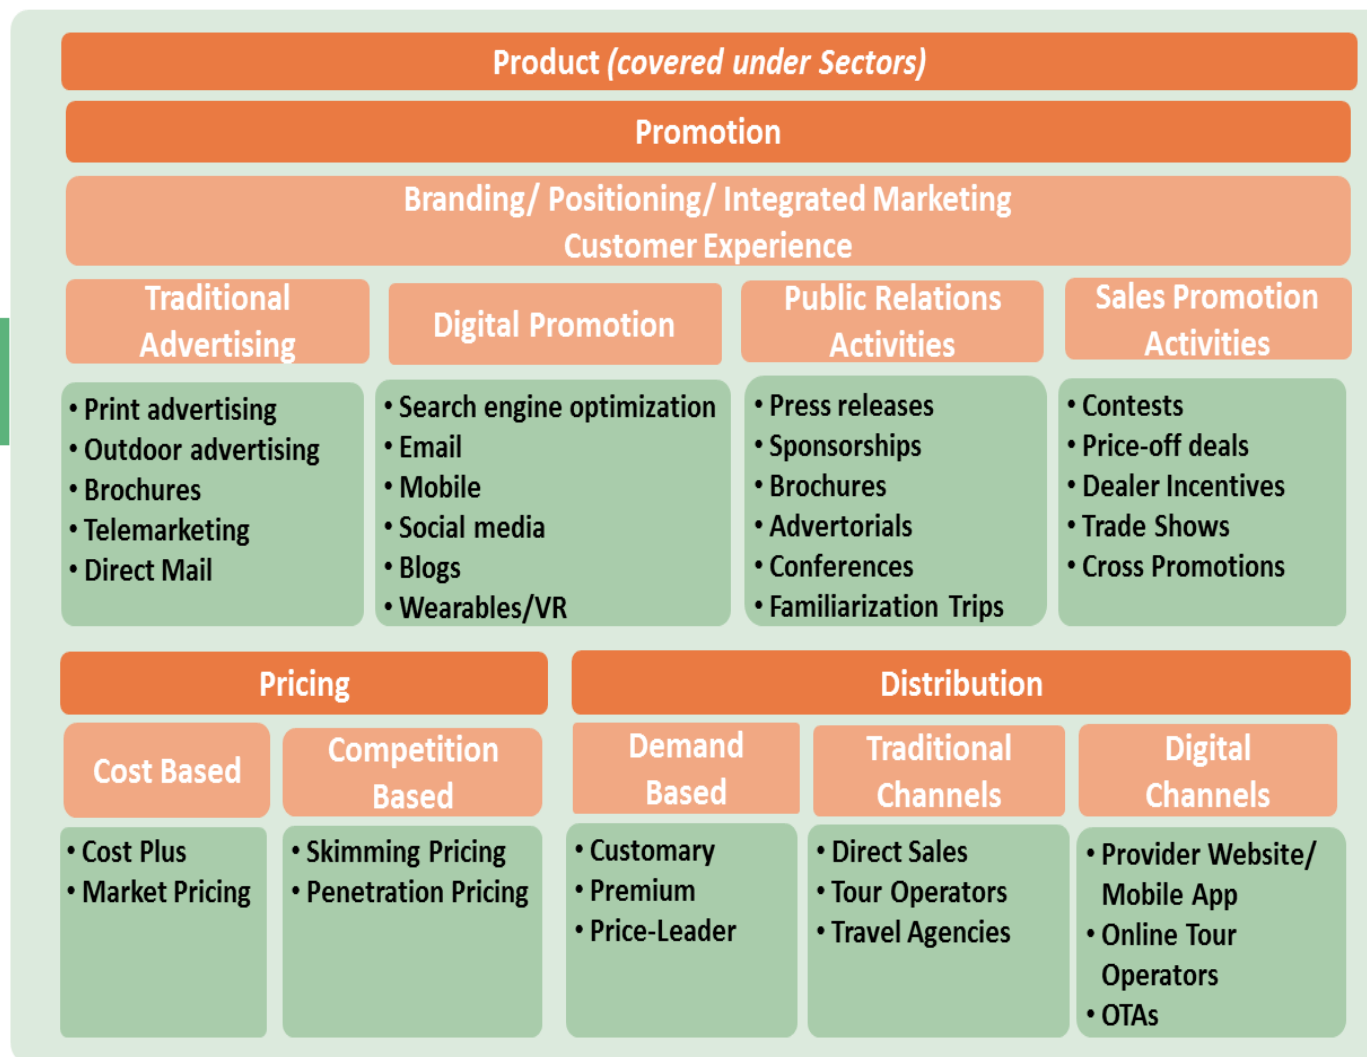 Product (covered under Sectors)
Promotion
Branding/ Positioning/ Integrated Marketing
Customer Experience
Traditional
Advertising
• Print advertising
• Outdoor advertising
• Brochures
• Telemarketing
• Direct Mail
Digital Promotion
• Search engine optimization
• Email
• Mobile
• Social media
• Blogs
• Wearables/VR
Public Relations
Activities
• Press releases
• Sponsorships
• Brochures
• Advertorials
• Conferences
• Familiarization Trips
Sales Promotion
Activities
• Contests
• Price-off deals
• Dealer Incentives
• Trade Shows
• Cross Promotions
Pricing
Cost Based
• Cost Plus
• Market Pricing
Competition
Based
• Skimming Pricing
• Penetration Pricing
Distribution
Demand
Based
• Customary
• Premium
• Price-Leader
Traditional
Channels
• Direct Sales
• Tour Operators
• Travel Agencies
Digital
Channels
• Provider Website/
Mobile App
• Online Tour
Operators
• OTAs